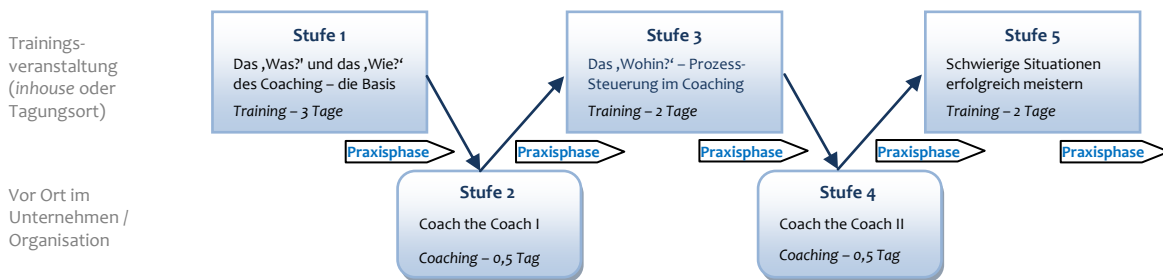 Trainings-
veranstaltung
(inhouse oder
Tagungsort)
Stufe 1
Das ‚Was?' und das ‚Wie?‘
des Coaching – die Basis
Training – 3 Tage
Stufe 3
Das ‚Wohin?‘ – Prozess-
Steuerung im Coaching
Training – 2 Tage
Stufe 5
Schwierige Situationen
erfolgreich meistern
Training – 2 Tage
Praxisphase
Praxisphase
Praxisphase
Praxisphase
Praxisphase
Vor Ort im
Unternehmen /
Organisation
Stufe 2
Coach the Coach I
Coaching – 0,5 Tag
Stufe 4
Coach the Coach II
Coaching – 0,5 Tag